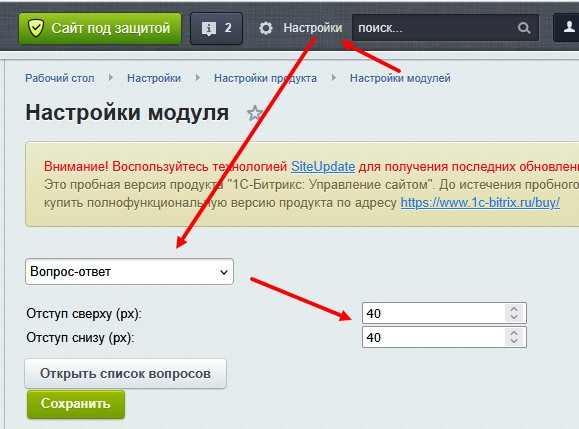 Сайт под защитой 2 Настройки поиск...
Рабочий стол Настройки Настройки продукта Настройки модулей
Настройки модуля
Внимание! Воспользуйтесь технологией SiteUpdate для получения последних обновлен
Это пробная версия продукта "1С-Битрикс: Управление сайтом". До истечения пробного
купить полнофункциональную версию продукта по адресу https://www.1c-bitrix.ru/buy/
Вопрос-ответ
Отступ сверху (px): 40
Отступ снизу (px): 40
Открыть список вопросов
Сохранить